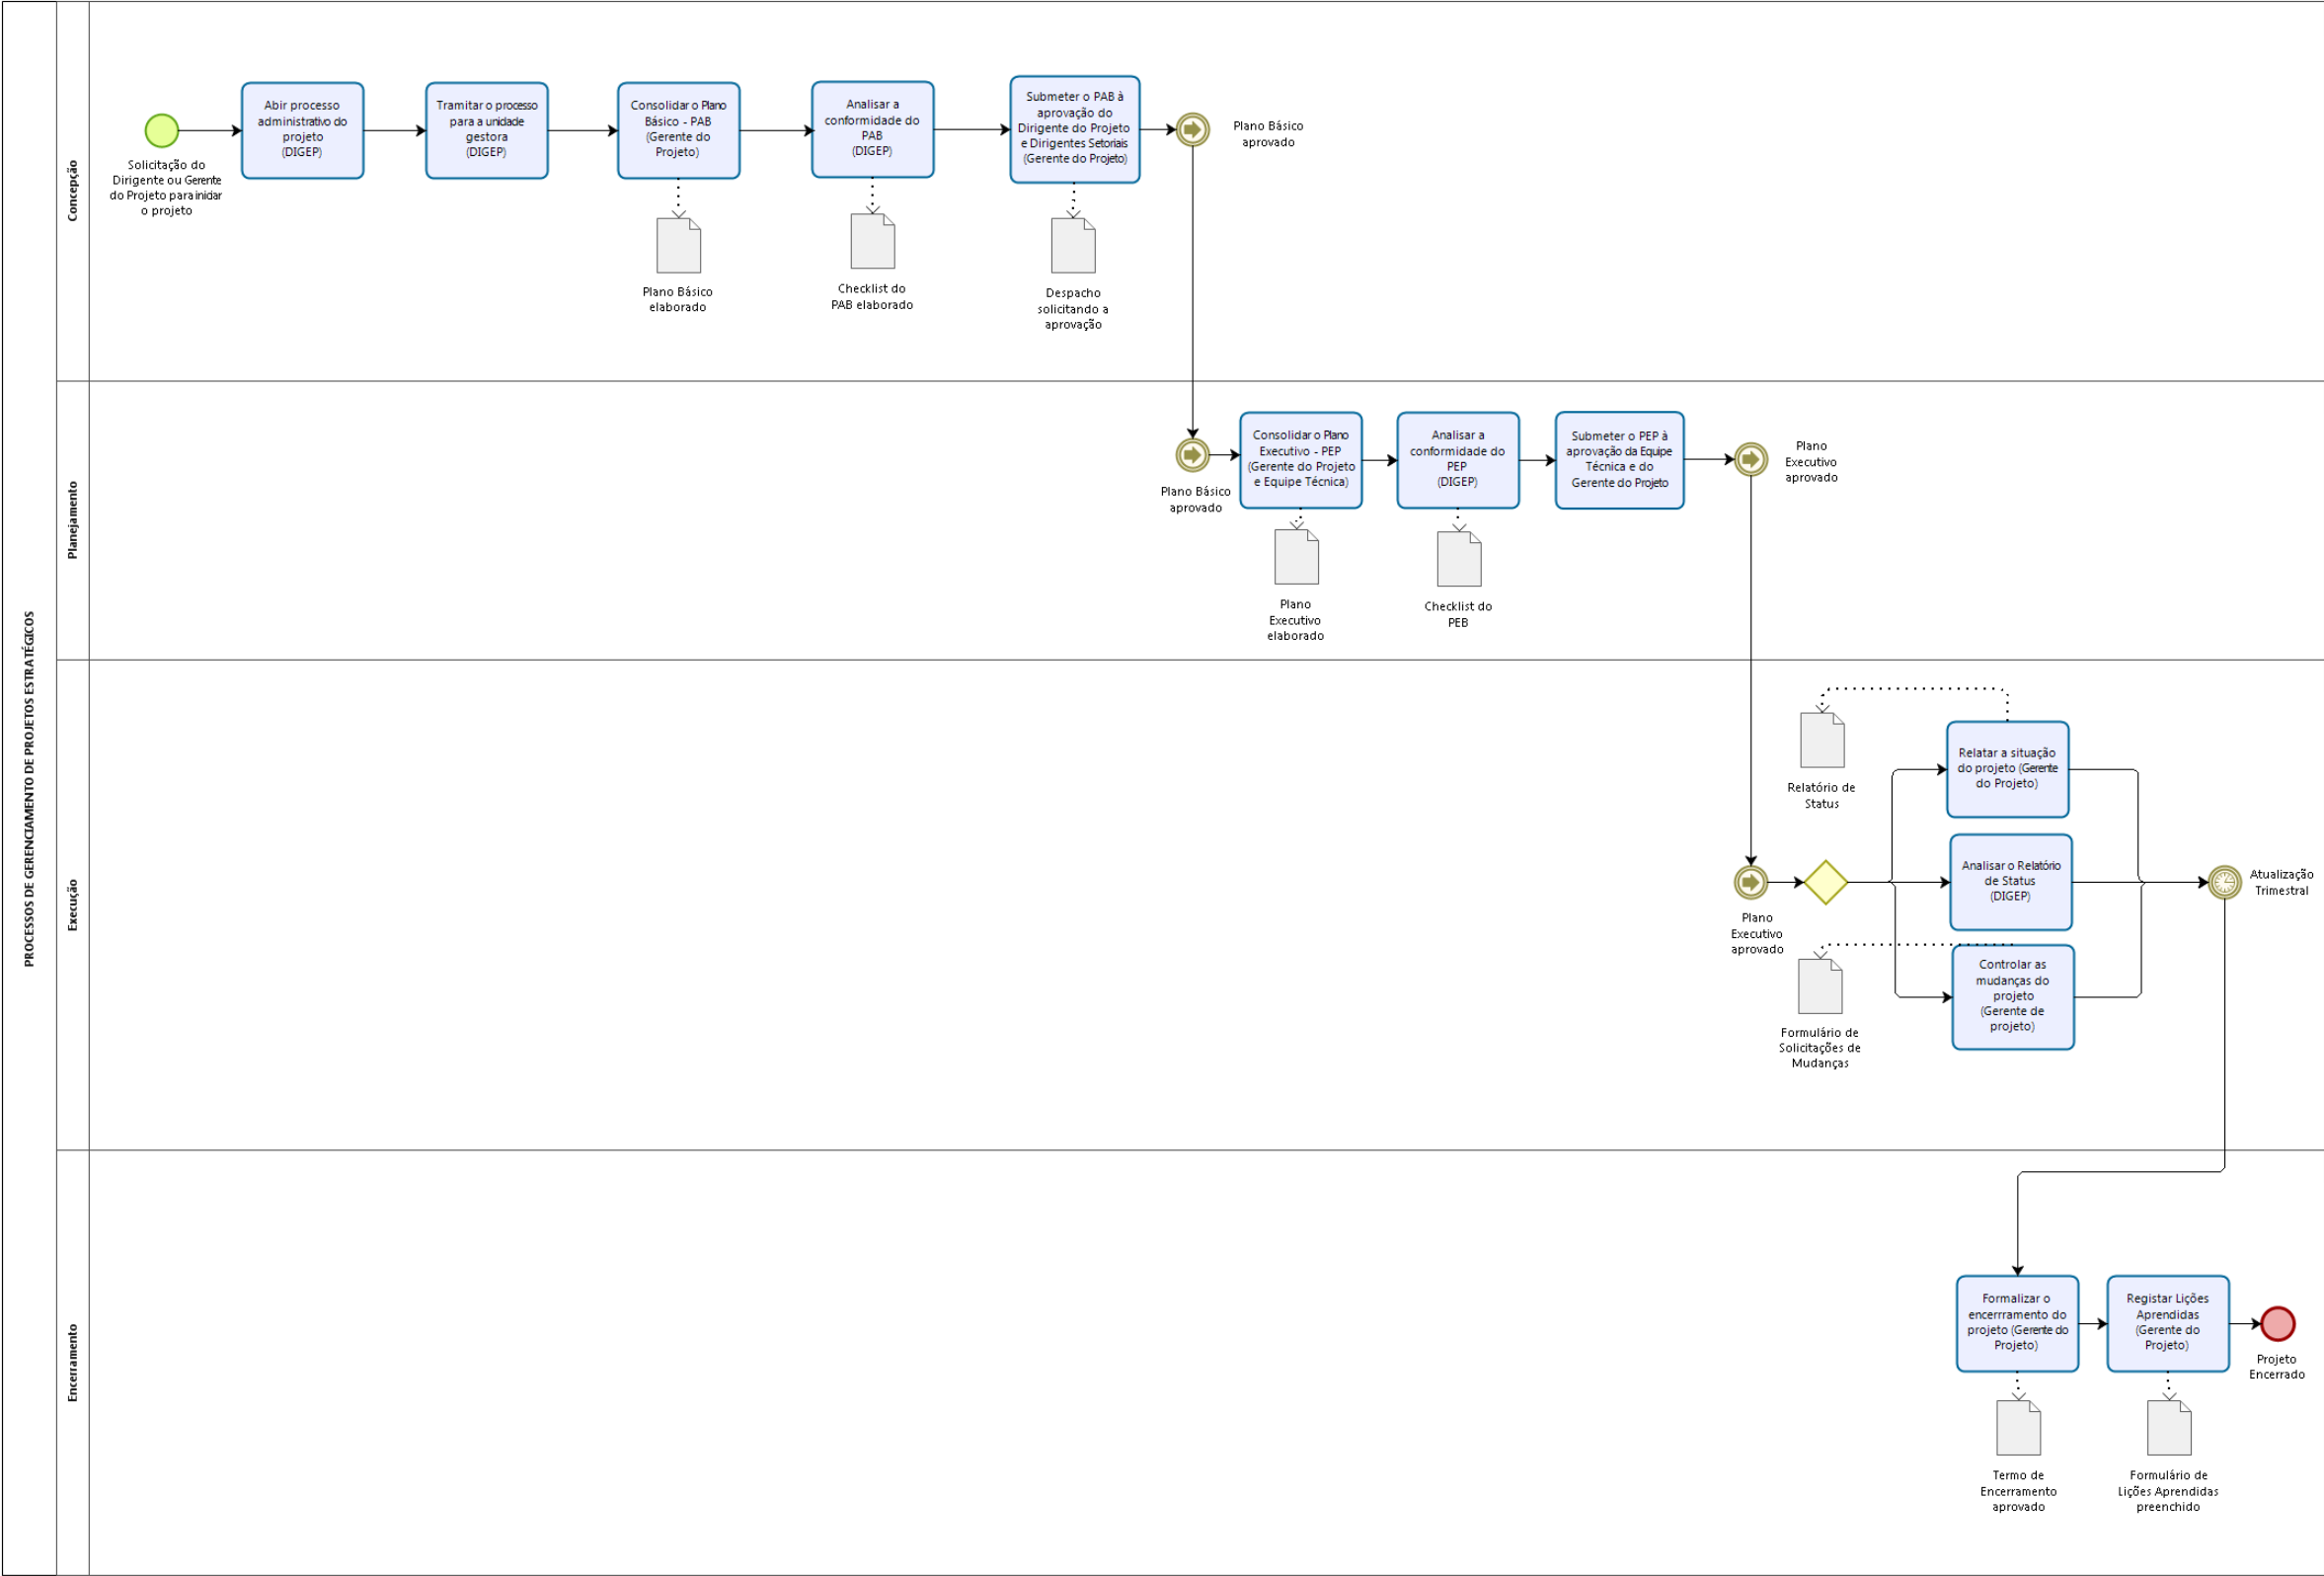 PROCESSOS DE GERENCIAMENTO DE PROJETOS ESTRATÉGICOS
Concepção
Solicitação do
Dirigente ou Gerente
do Projeto para iniciar
o projeto
Abir processo
administrativo do
projeto
(DIGEP)
Tramitar o processo
para a unidade
gestora
(DIGEP)
Consolidar o Plano
Básico - PAB
(Gerente do
Projeto)
Analisar a
conformidade do
PAB
(DIGEP)
Submeter o PAB à
aprovação do
Dirigente do Projeto
e Dirigentes Setoriais
(Gerente do Projeto)
Plano Básico
aprovado
Plano Básico
elaborado
Checklist do
PAB elaborado
Despacho
solicitando a
aprovação
Planejamento
Plano Básico
aprovado
Consolidar o Plano
Executivo - PEP
(Gerente do Projeto
e Equipe Técnica)
Analisar a
conformidade do
PEP
(DIGEP)
Submeter o PEP à
aprovação da Equipe
Técnica e do
Gerente do Projeto
Plano
Executivo
aprovado
Plano
Executivo
elaborado
Checklist do
PEB
Execução
Relatório de
Status
Relatar a situação
do projeto (Gerente
do Projeto)
Plano
Executivo
aprovado
Analisar o Relatório
de Status
(DIGEP)
Atualização
Trimestral
Controlar as
mudanças do
projeto
(Gerente de
projeto)
Formulário de
Solicitações de
Mudanças
Encerramento
Formalizar o
encerrramento do
projeto (Gerente do
Projeto)
Registar Lições
Aprendidas
(Gerente do
Projeto)
Projeto
Encerrado
Termo de
Encerramento
aprovado
Formulário de
Lições Aprendidas
preenchido